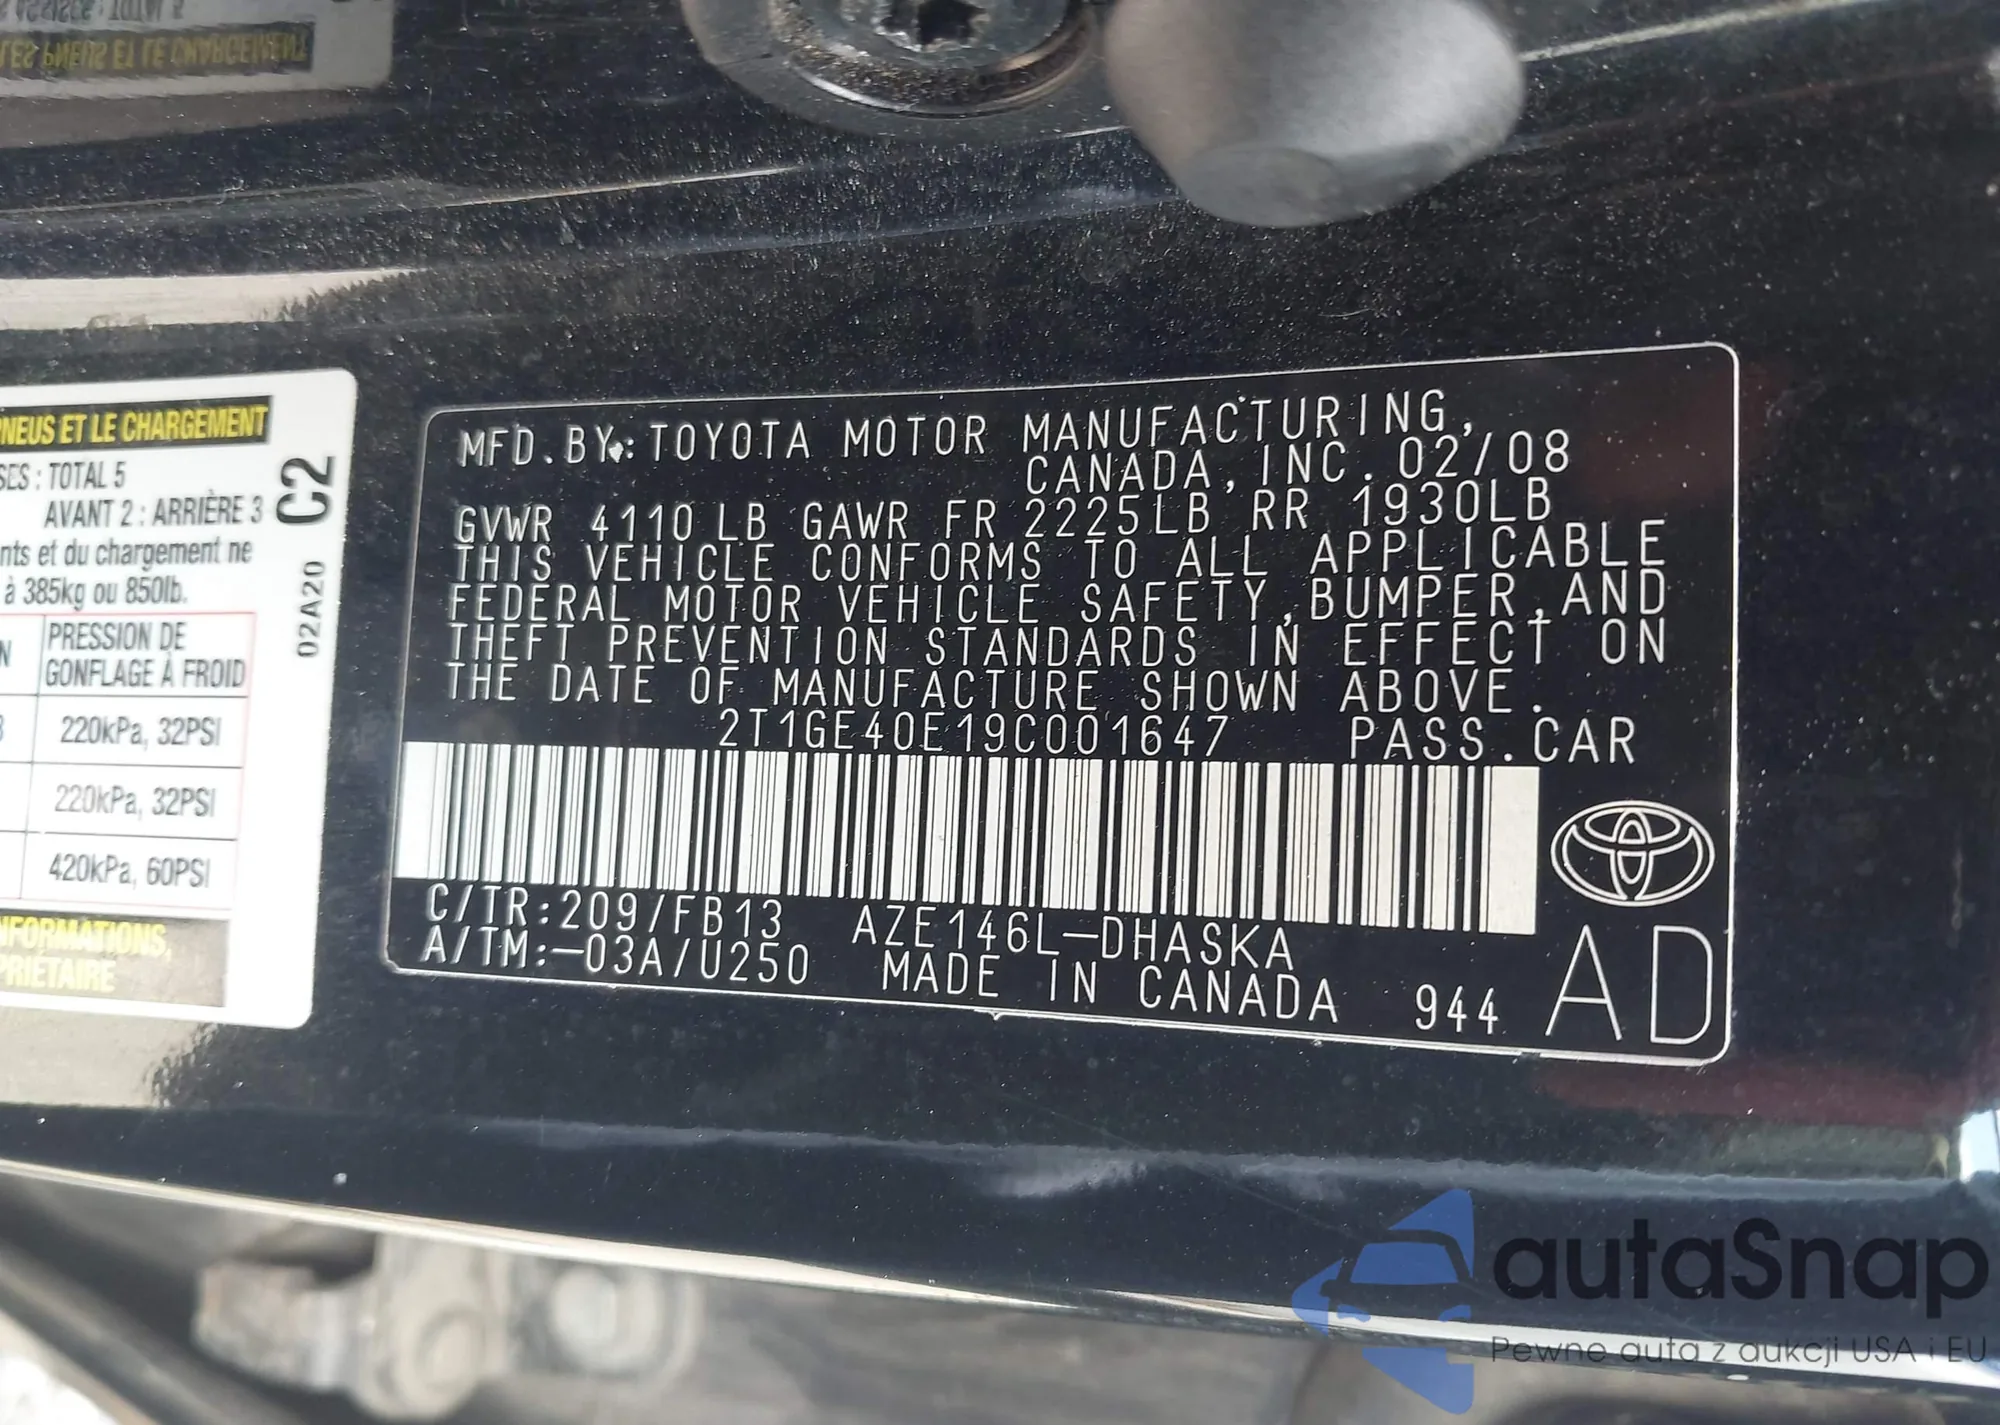 PNEUS ET LE CHARGEMENT
SES : TOTAL 5
AVANT 2 : ARRIÈRE 3
nts et du chargement ne
à 385kg ou 850lb.
N
PRESSION DE
GONFLAGE À FROID
220kPa, 32PSI
220kPa, 32PSI
420kPa, 60PSI
NFORMATIONS,
PRIÉTAIRE
C2
02A20
MFD.BY:TOYOTA MOTOR MANUFACTURING,
CANADA,INC.02/08
GVWR 4110LB GAWR FR 2225LB RR 1930LB
THIS VEHICLE CONFORMS TO ALL APPLICABLE
FEDERAL MOTOR VEHICLE SAFETY,BUMPER,AND
THEFT PREVENTION STANDARDS IN EFFECT ON
THE DATE OF MANUFACTURE SHOWN ABOVE.
2T1GE40E19C001647 PASS.CAR
C/TR:209/FB13 AZE146L-DHASKA
A/TM:-03A/U250 MADE IN CANADA 944
AD
autaSnap
Pewne auta z aukcji USA i EU